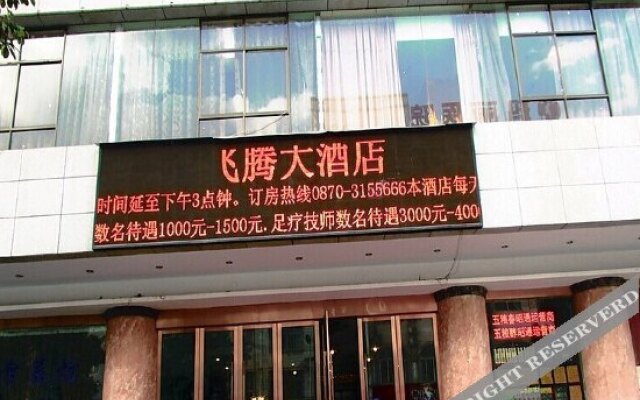 飞腾大酒店
时间延至下午3点钟。订房热线0870-3155666本酒店每天
数名待遇1000元-1500元,足疗技师数名待遇3000元-400
RIGHT RESERVERD